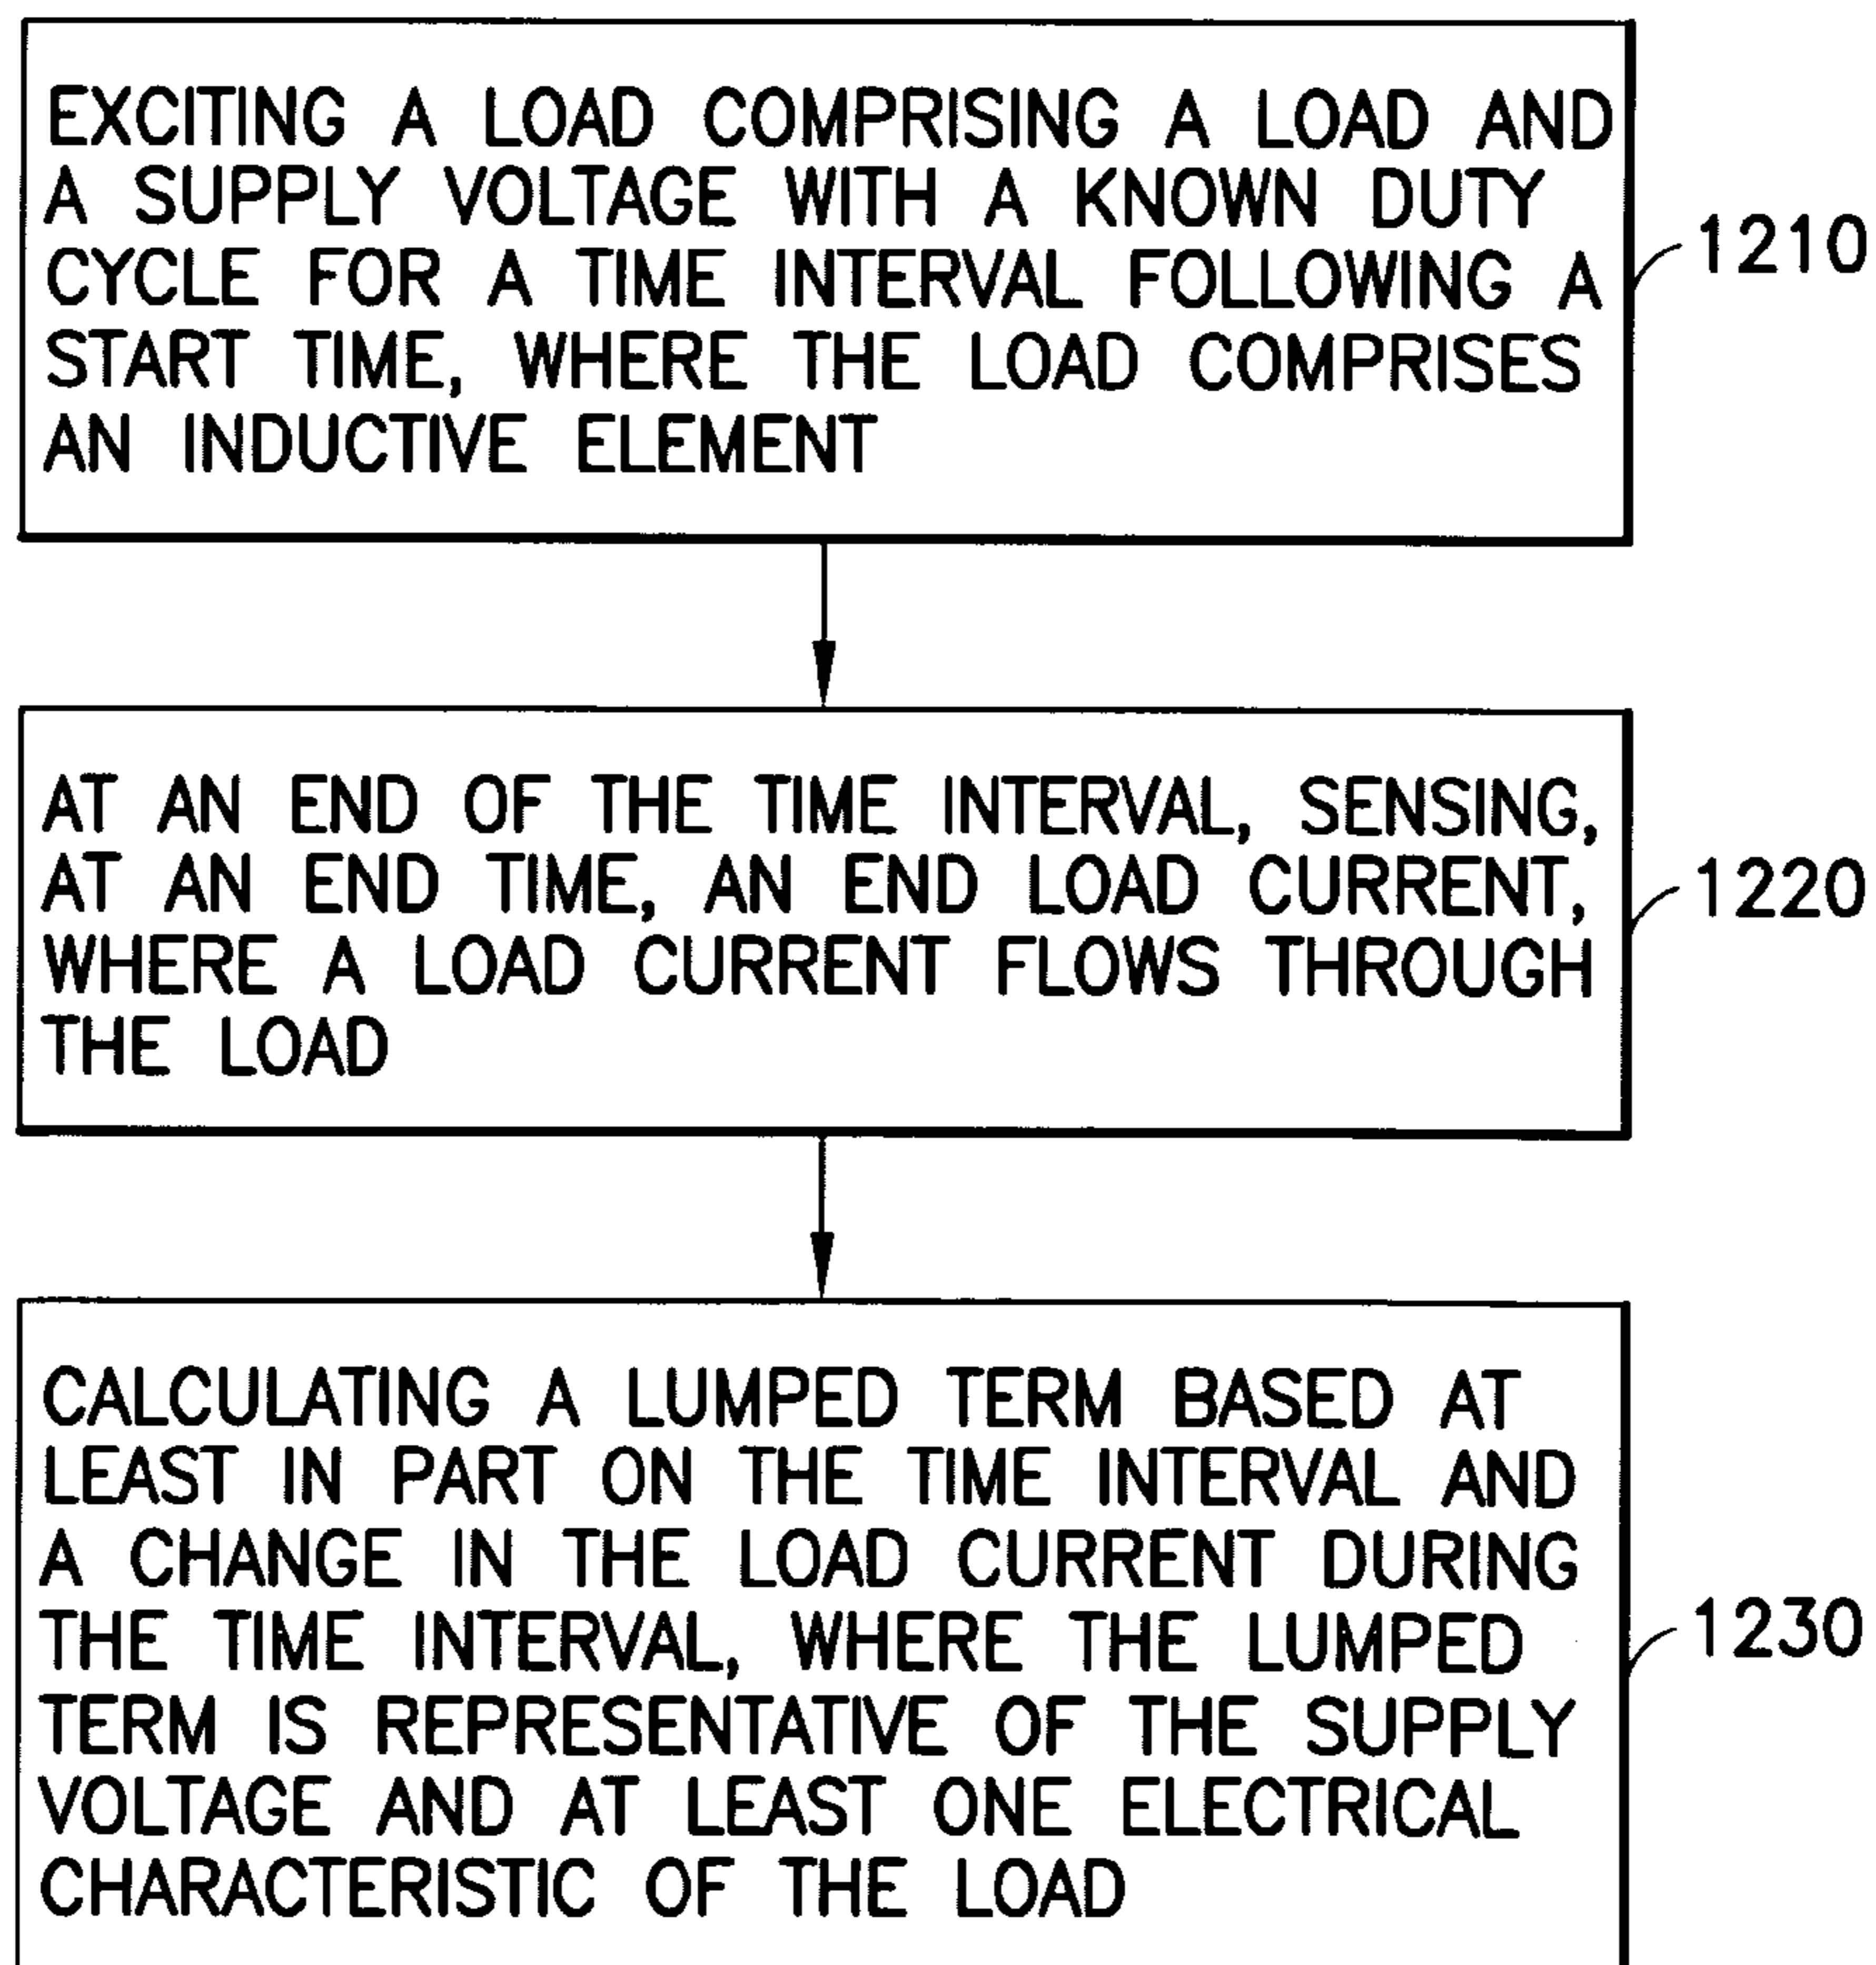 EXCITING A LOAD COMPRISING A LOAD AND
A SUPPLY VOLTAGE WITH A KNOWN DUTY
CYCLE FOR A TIME INTERVAL FOLLOWING A
START TIME, WHERE THE LOAD COMPRISES
AN INDUCTIVE ELEMENT
1210
AT AN END OF THE TIME INTERVAL, SENSING,
AT AN END TIME, AN END LOAD CURRENT,
WHERE A LOAD CURRENT FLOWS THROUGH
THE LOAD
1220
CALCULATING A LUMPED TERM BASED AT
LEAST IN PART ON THE TIME INTERVAL AND
A CHANGE IN THE LOAD CURRENT DURING
THE TIME INTERVAL, WHERE THE LUMPED
TERM IS REPRESENTATIVE OF THE SUPPLY
VOLTAGE AND AT LEAST ONE ELECTRICAL
CHARACTERISTIC OF THE LOAD
1230